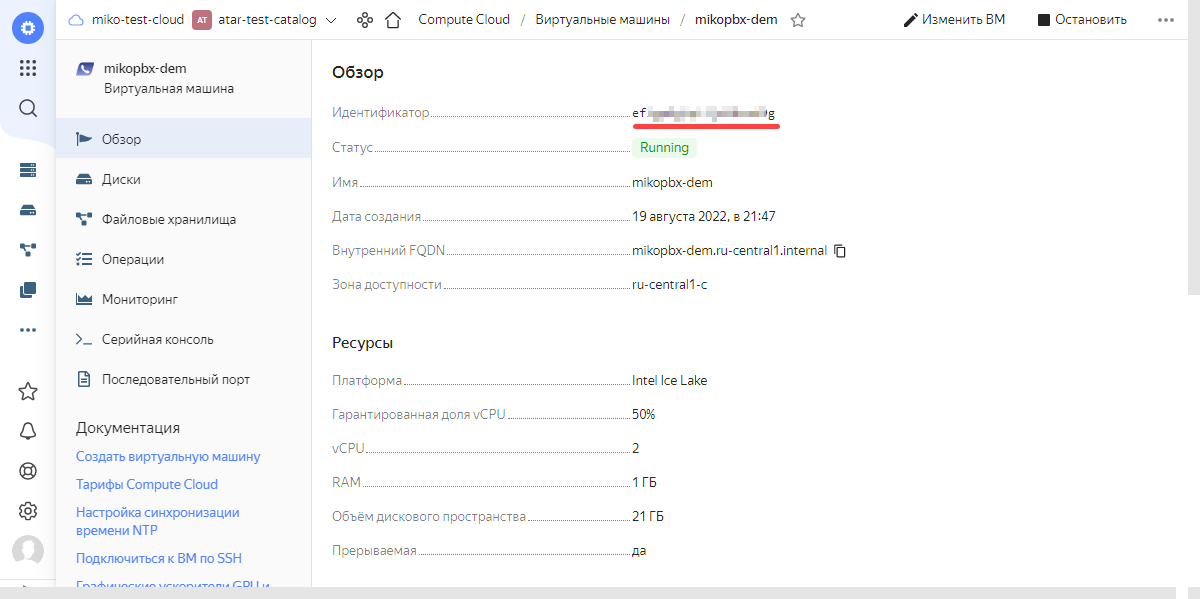 miko-test-cloud AT atar-test-catalog Compute Cloud / Виртуальные машины / mikopbx-dem Изменить ВМ Остановить
mikopbx-dem
Виртуальная машина
Обзор
Диски
Файловые хранилища
Операции
Мониторинг
Серийная консоль
Последовательный порт
Документация
Создать виртуальную машину
Тарифы Compute Cloud
Настройка синхронизации
времени NTP
Подключиться к ВМ по SSH
Графические ускорители GPU и
Обзор
Идентификатор
Статус Running
Имя mikopbx-dem
Дата создания 19 августа 2022, в 21:47
Внутренний FQDN mikopbx-dem.ru-central1.internal
Зона доступности ru-central1-c
Ресурсы
Платформа Intel Ice Lake
Гарантированная доля vCPU 50%
vCPU 2
RAM 1 ГБ
Объём дискового пространства 21 ГБ
Прерываемая да